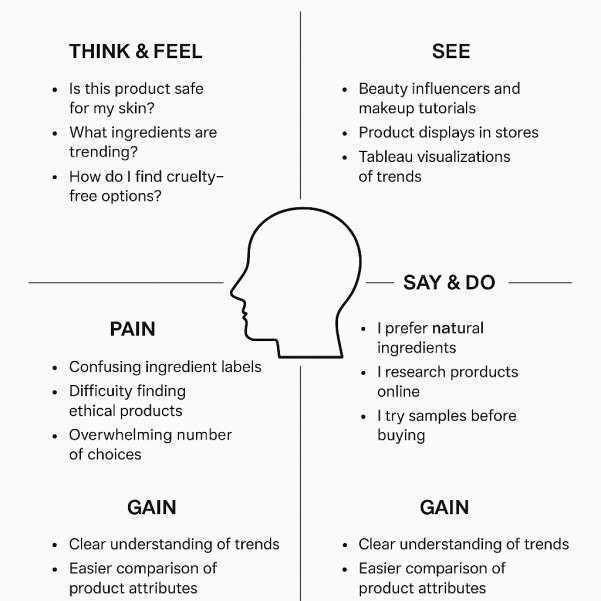 THINK & FEEL
• Is this product safe
for my skin?
• What ingredients are
trending?
• How do I find cruelty–
free options?
SEE
• Beauty influencers and
makeup tutorials
• Product displays in stores
• Tableau visualizations
of trends
PAIN
• Confusing ingredient labels
• Difficuity finding
ethical products
• Overwhelming number
of choices
SAY & DO
• I prefer natural
ingredients
• I research prorducts
online
• I try samples before
buying
GAIN
• Clear understanding of trends
• Easier comparison of
product attributes
GAIN
• Clear understanding of trends
• Easier comparison of
product attributes